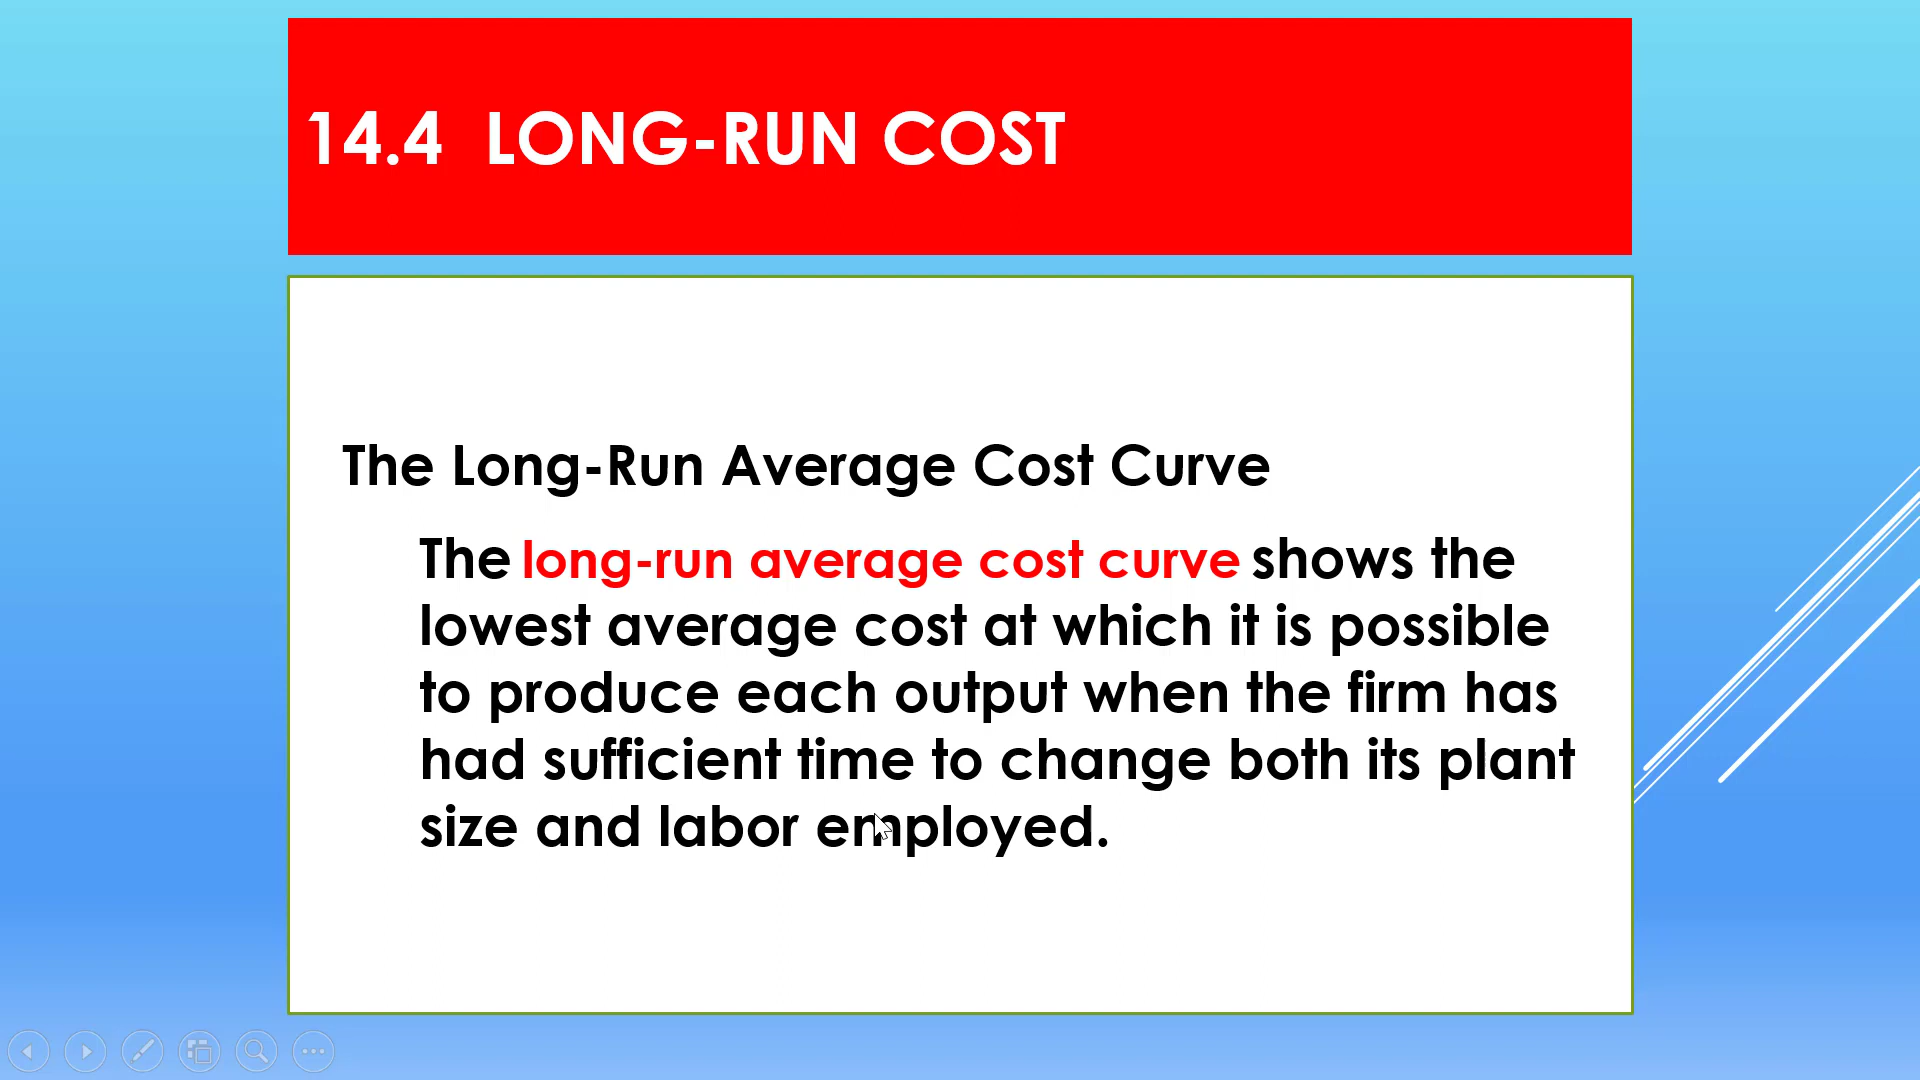 14.4 LONG-RUN COST
The Long-Run Average Cost Curve
The long-run average cost curve shows the
lowest average cost at which it is possible
to produce each output when the firm has
had sufficient time to change both its plant
size and labor employed.